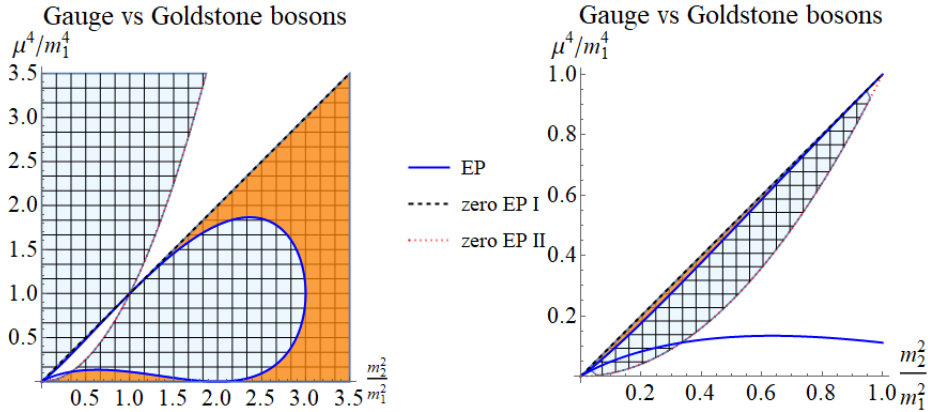 Gauge vs Goldstone bosons
μ⁴/m₁⁴
3.5
3.0
2.5
2.0
1.5
1.0
0.5
0.5 1.0 1.5 2.0 2.5 3.0 3.5
m₂²/m₁²
EP
zero EP I
zero EP II
Gauge vs Goldstone bosons
μ⁴/m₁⁴
1.0
0.8
0.6
0.4
0.2
0.2 0.4 0.6 0.8 1.0
m₂²/m₁²